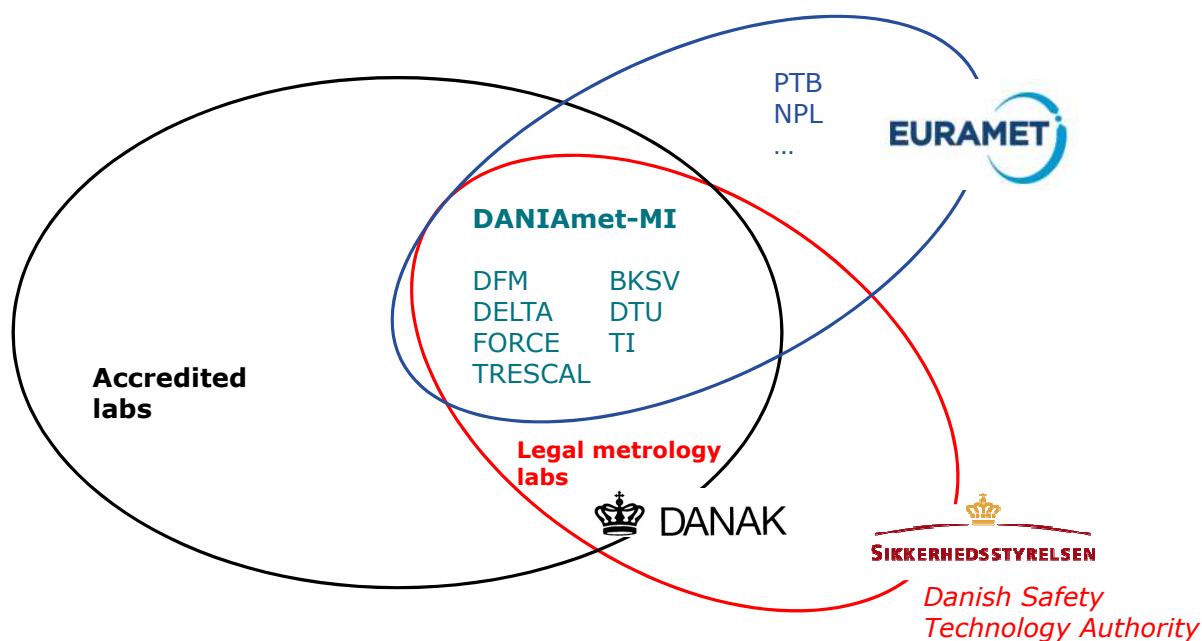 PTB
NPL
...
EURAMET
DANIAmet-MI
DFM BKSV
DELTA DTU
FORCE TI
TRESCAL
Accredited
labs
Legal metrology
labs
DANAK
SIKKERHEDSSTYRELSEN
Danish Safety
Technology Authority